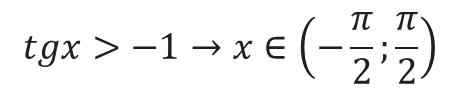 tgx > −1 → x ∈ (−π/2; π/2)